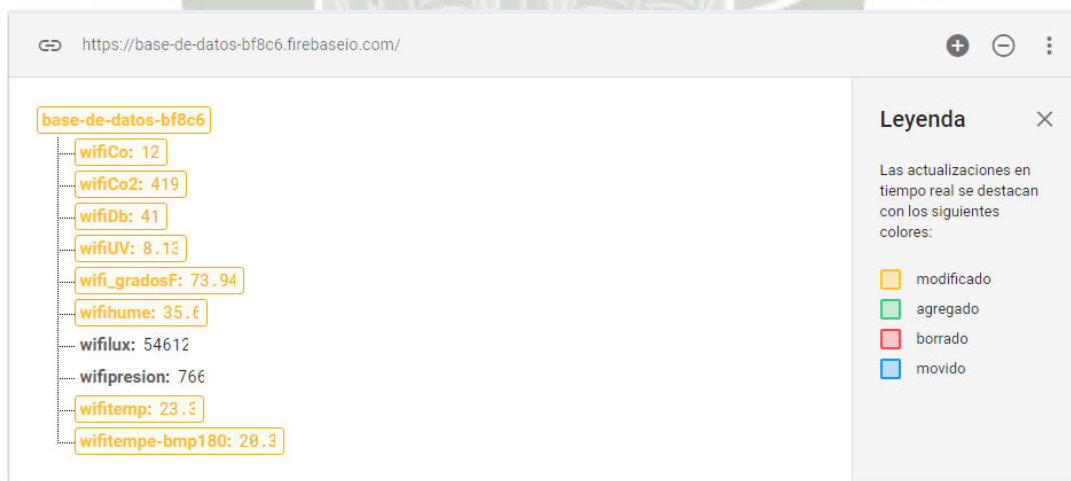 https://base-de-datos-bf8c6.firebaseio.com/
base-de-datos-bf8c6
wifiCo: 12
wifiCo2: 419
wifiDb: 41
wifiUV: 8.13
wifi_gradosF: 73.94
wifihume: 35.6
wifilux: 54612
wifipresion: 766
wifitemp: 23.3
wifitempe-bmp180: 20.3
Leyenda
Las actualizaciones en
tiempo real se destacan
con los siguientes
colores:
modificado
agregado
borrado
movido